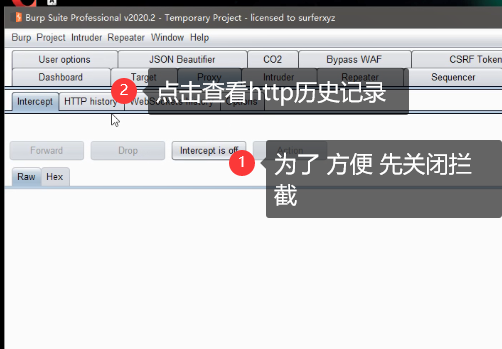 Burp Suite Professional v2020.2 - Temporary Project - licensed to surferxyz
Burp Project Intruder Repeater Window Help
User options JSON Beautifier CO2 Bypass WAF CSRF Token
Dashboard Target Proxy Intruder Repeater Sequencer
Intercept HTTP history WebSockets history Options
2 点击查看http历史记录
Forward Drop Intercept is off Action
1 为了 方便 先关闭拦
截
Raw Hex